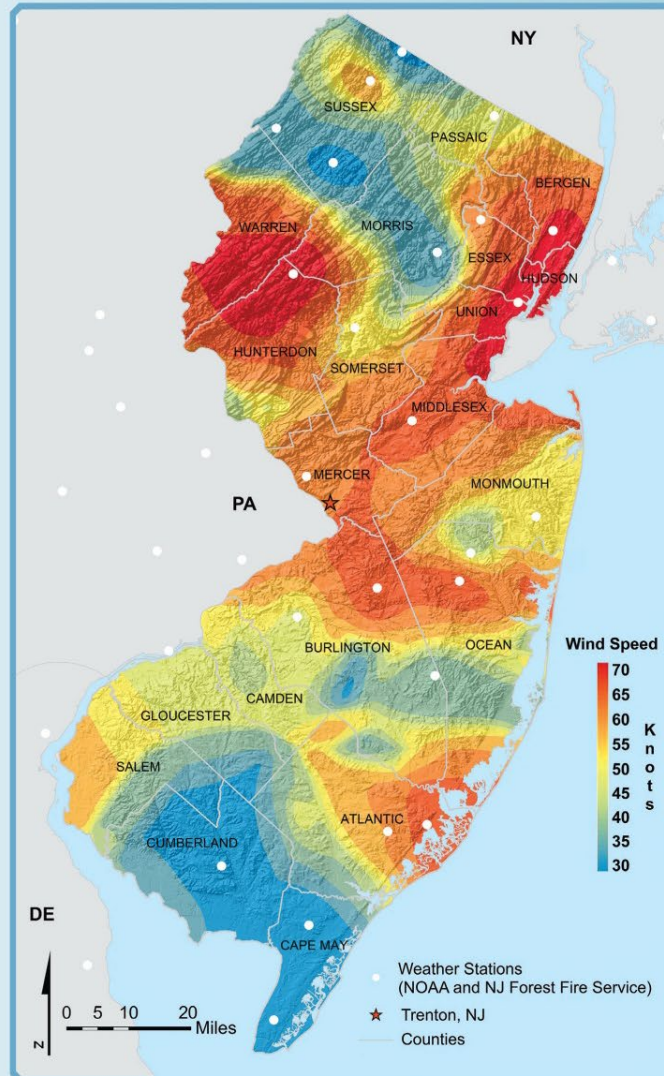 NY
SUSSEX
PASSAIC
BERGEN
WARREN
MORRIS
ESSEX
HUDSON
UNION
HUNTERDON
SOMERSET
MIDDLESEX
MERCER
PA
MONMOUTH
BURLINGTON
OCEAN
CAMDEN
GLOUCESTER
SALEM
ATLANTIC
CUMBERLAND
CAPE MAY
DE
Wind Speed
70
65
60
55
50
45
40
35
30
Knots
Weather Stations
(NOAA and NJ Forest Fire Service)
Trenton, NJ
Counties
0 5 10 20
Miles
N